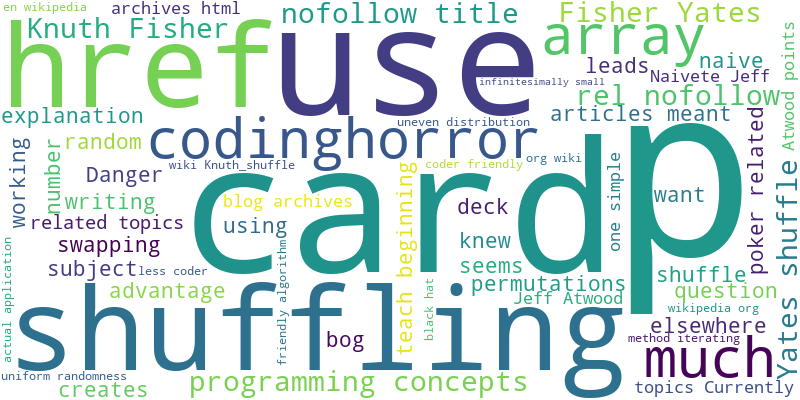 en wikipedia
archives html
nofollow title
Fisher Yates
Knuth Fisher
href
use
array
naive
leads
Naivete Jeff
infinitesimally small
rel nofollow
Atwood points
explanation
uneven distribution
articles meant
codinghorror
random
number
working
Danger
wiki Knuth_shuffle
coder friendly
org wiki
one simple
poker related
card
p
writing
blog archives
deck
want
related topics
using
swapping
knew
teach beginning
subject
less coder
seems
shuffle
Yates shuffle
permutations
question
advantage
friendly algorithm
black hat
Jeff Atwood
wikipedia org
actual application
shuffling
bog
elsewhere
method iterating
much
uniform randomness
creates
programming concepts
topics Currently